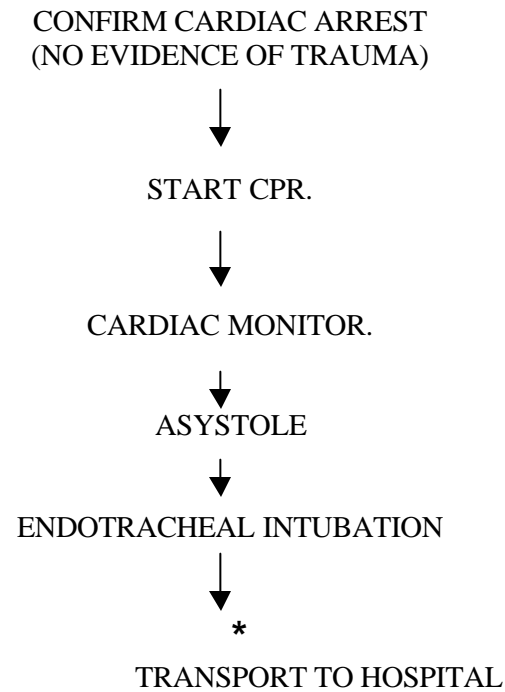 CONFIRM CARDIAC ARREST
(NO EVIDENCE OF TRAUMA)
START CPR.
CARDIAC MONITOR.
ASYSTOLE
ENDOTRACHEAL INTUBATION
*
TRANSPORT TO HOSPITAL